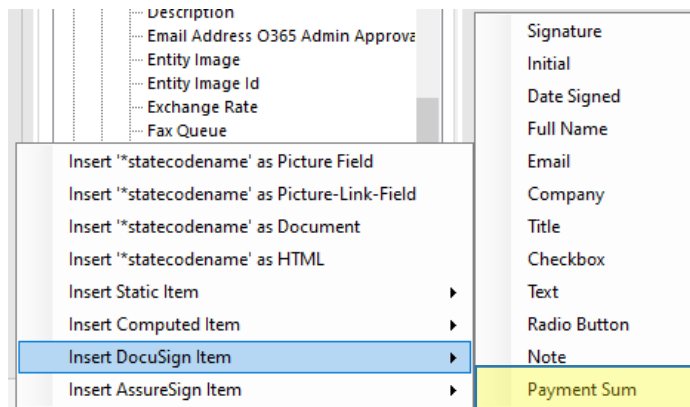 Description
Email Address O365 Admin Approva
Entity Image
Entity Image Id
Exchange Rate
Fax Queue
Insert '*statecodename' as Picture Field
Insert '*statecodename' as Picture-Link-Field
Insert '*statecodename' as Document
Insert '*statecodename' as HTML
Insert Static Item
Insert Computed Item
Insert DocuSign Item
Insert AssureSign Item
Signature
Initial
Date Signed
Full Name
Email
Company
Title
Checkbox
Text
Radio Button
Note
Payment Sum